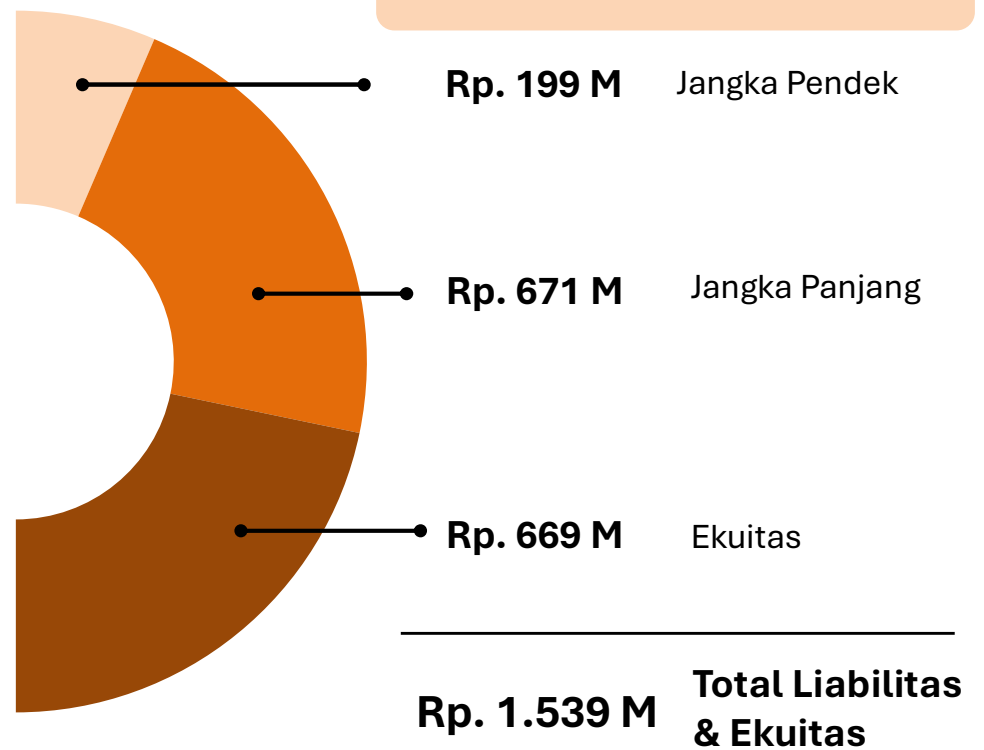 Rp. 199 M Jangka Pendek
Rp. 671 M Jangka Panjang
Rp. 669 M Ekuitas
Rp. 1.539 M Total Liabilitas
& Ekuitas